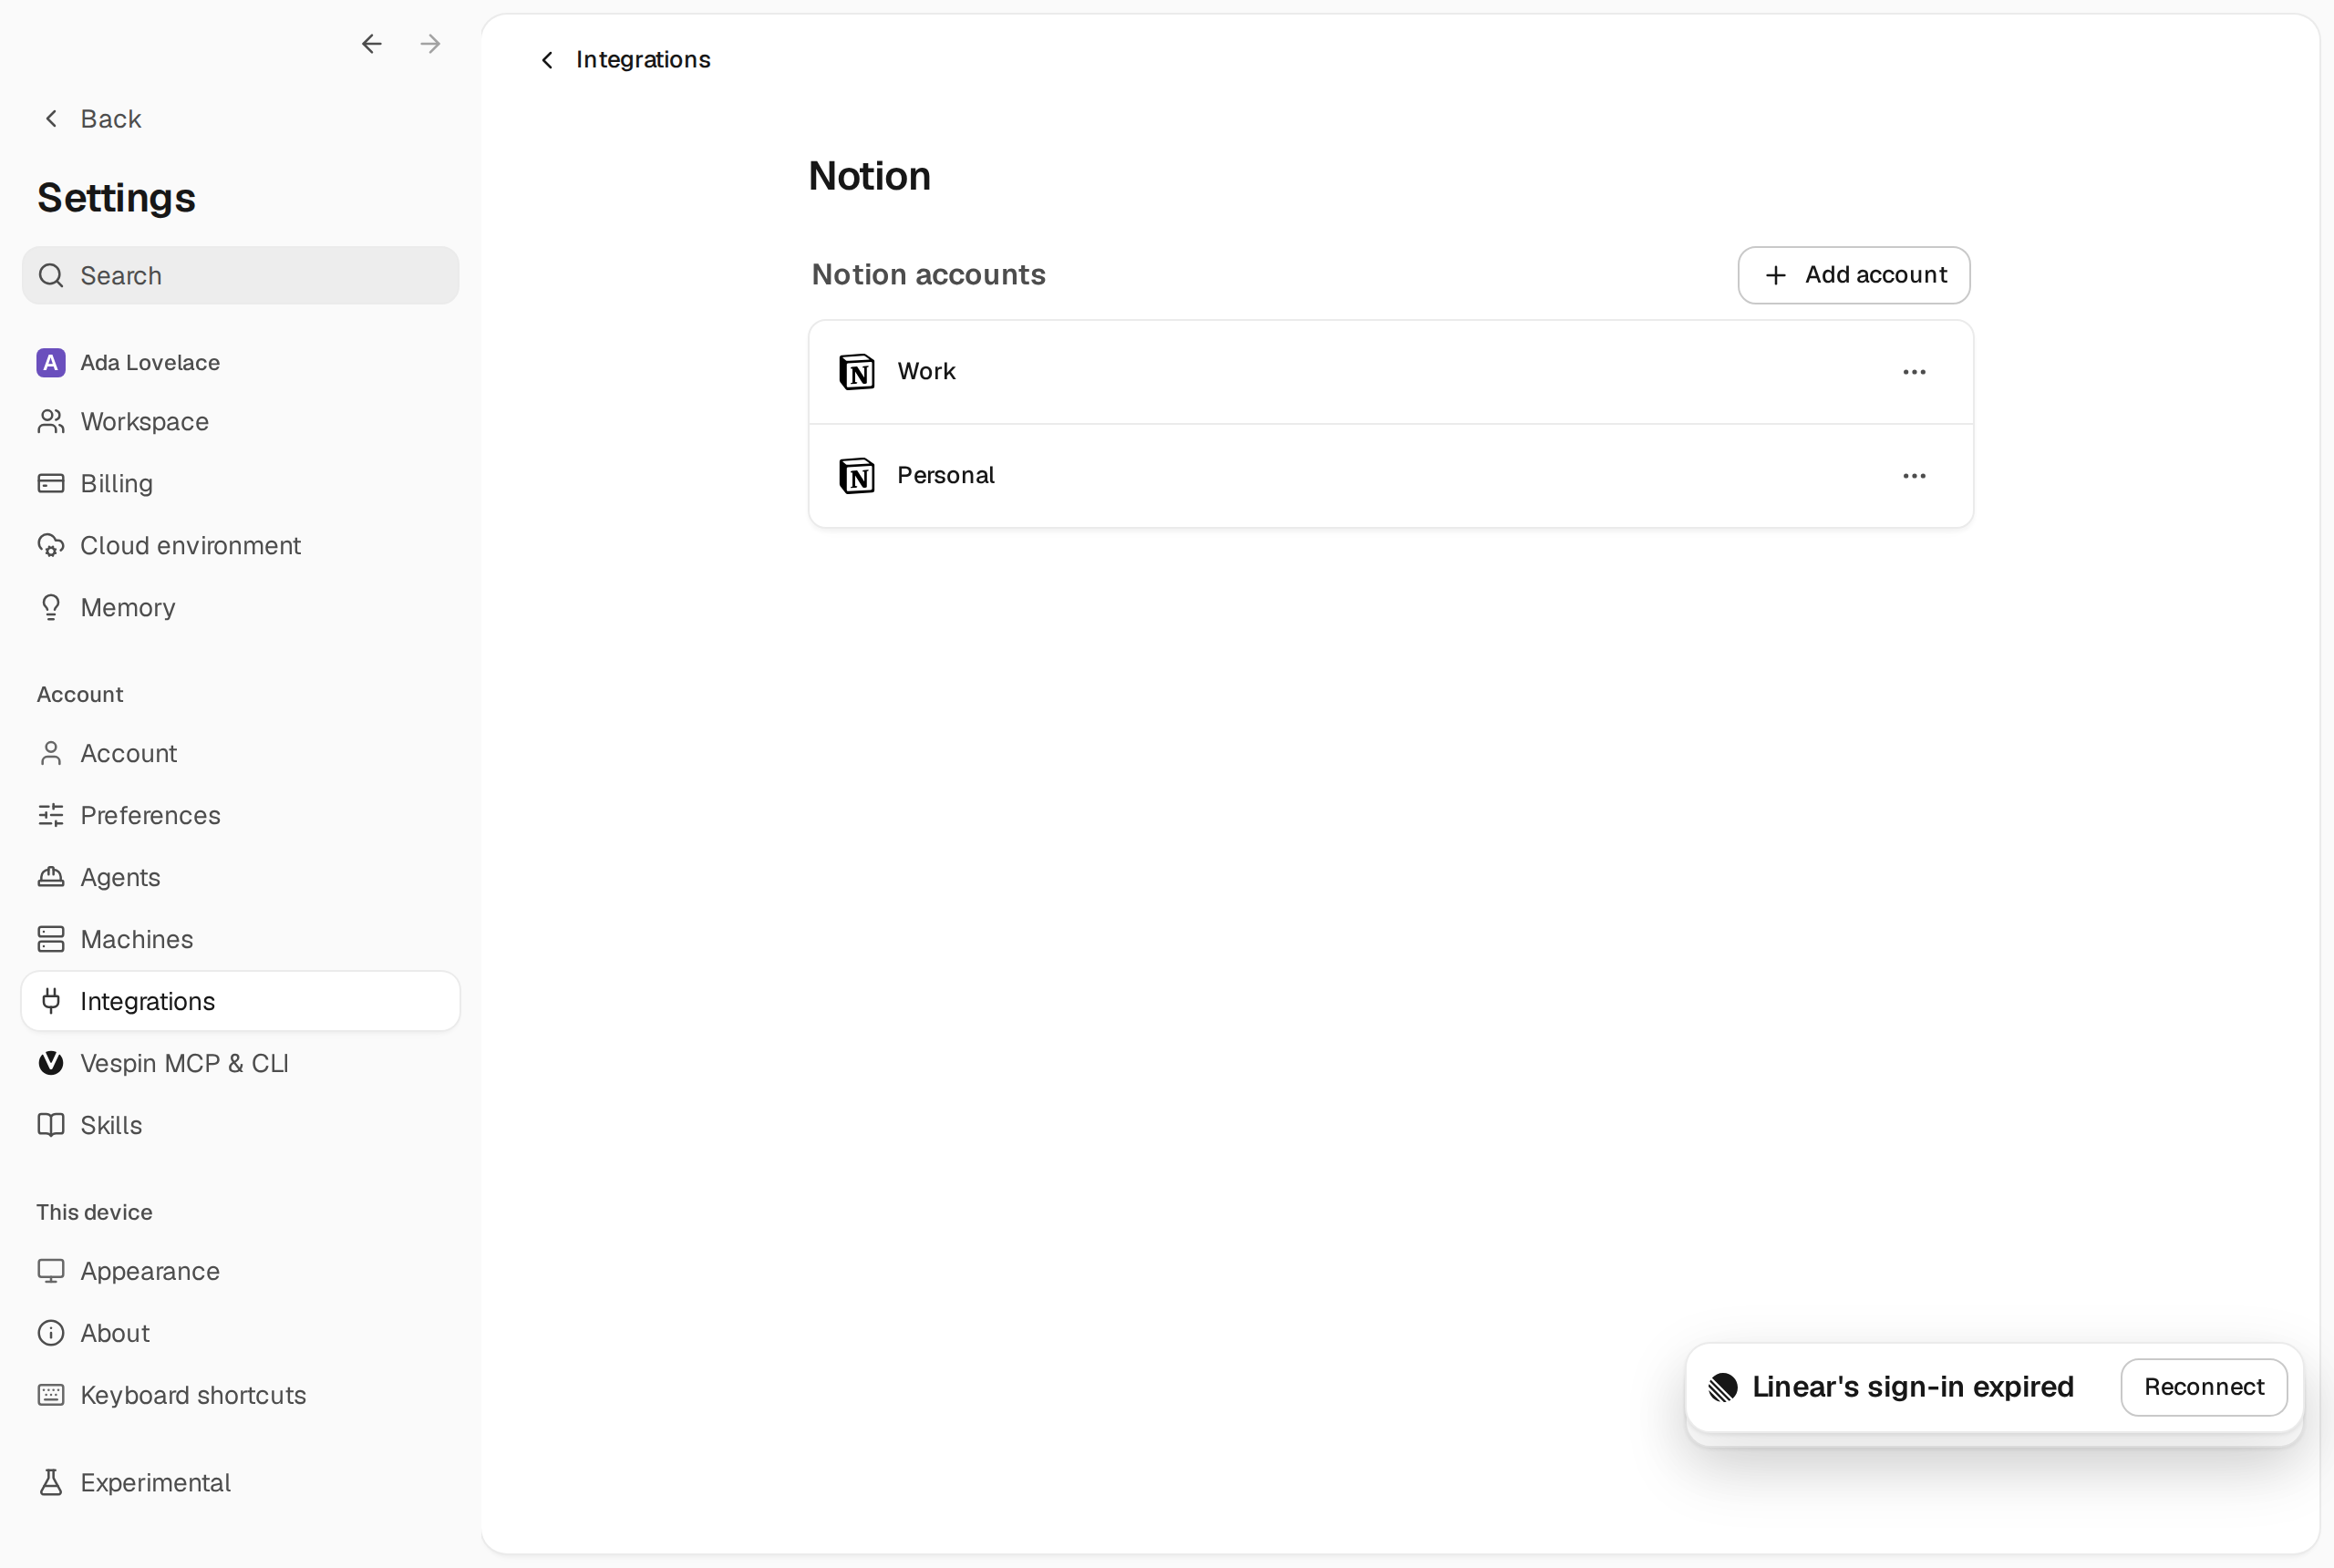 Back
Settings
Search
A Ada Lovelace
Workspace
Billing
Cloud environment
Memory
Account
Account
Preferences
Agents
Machines
Integrations
Vespin MCP & CLI
Skills
This device
Appearance
About
Keyboard shortcuts
Experimental
Integrations
Notion
Notion accounts
Add account
N Work
N Personal
Linear's sign-in expired
Reconnect